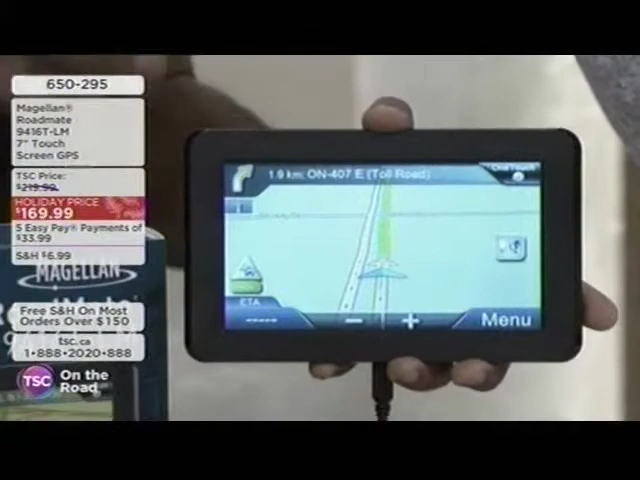 650-295
Magellan®
Roadmate
9416T-LM
7" Touch
Screen GPS
TSC Price:
$219.90
HOLIDAY PRICE
$169.99
5 Easy Pay® Payments of
$33.99
S&H $6.99
MAGELLAN
Free S&H On Most
Orders Over $150
tsc.ca
1•888•2020•888
TSC On the
Road
1.9 km: ON-407 E (Toll Road)
OneTouch
ETA
Menu